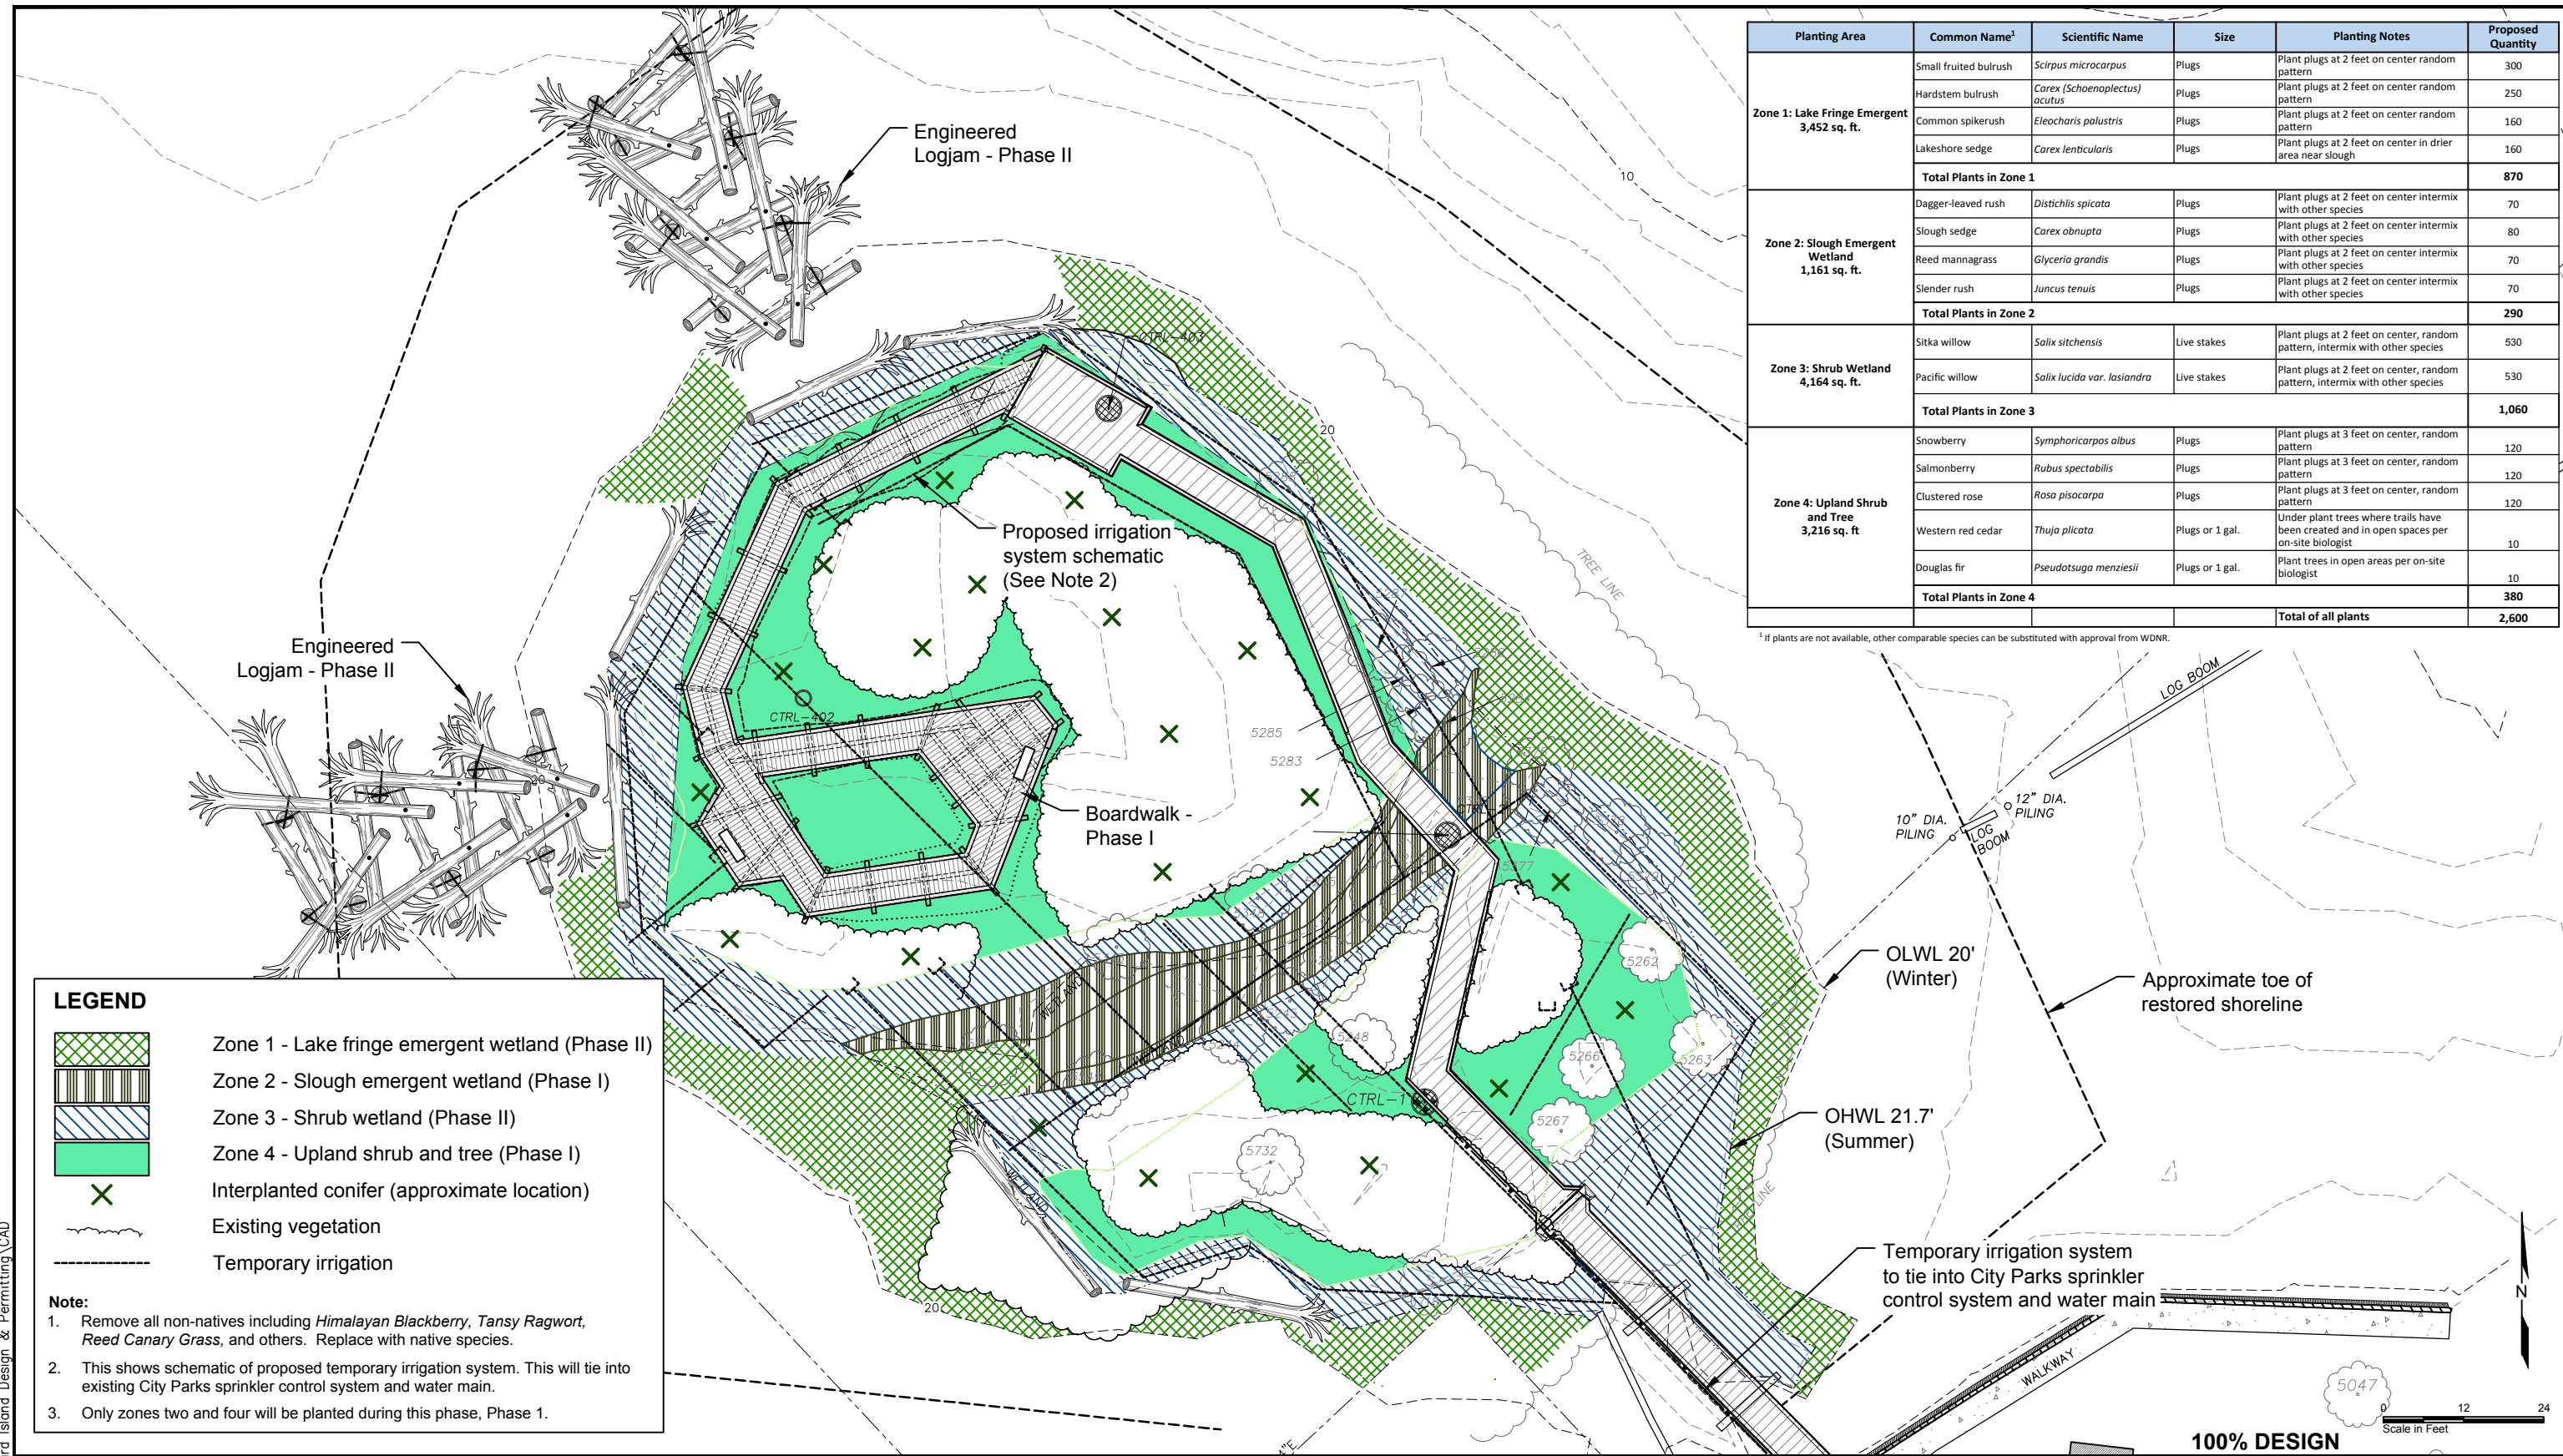 Planting Area Common Name1 Scientific Name Size Planting Notes Proposed Quantity
Zone 1: Lake Fringe Emergent
3,452 sq. ft.
Small fruited bulrush Scirpus microcarpus Plugs Plant plugs at 2 feet on center random pattern 300
Hardstem bulrush Carex (Schoenoplectus) acutus Plugs Plant plugs at 2 feet on center random pattern 250
Common spikerush Eleocharis palustris Plugs Plant plugs at 2 feet on center random pattern 160
Lakeshore sedge Carex lenticularis Plugs Plant plugs at 2 feet on center in drier area near slough 160
Total Plants in Zone 1 870
Zone 2: Slough Emergent
Wetland
1,161 sq. ft.
Dagger-leaved rush Distichlis spicata Plugs Plant plugs at 2 feet on center intermix with other species 70
Slough sedge Carex obnupta Plugs Plant plugs at 2 feet on center intermix with other species 80
Reed mannagrass Glyceria grandis Plugs Plant plugs at 2 feet on center intermix with other species 70
Slender rush Juncus tenuis Plugs Plant plugs at 2 feet on center intermix with other species 70
Total Plants in Zone 2 290
Zone 3: Shrub Wetland
4,164 sq. ft.
Sitka willow Salix sitchensis Live stakes Plant plugs at 2 feet on center, random pattern, intermix with other species 530
Pacific willow Salix lucida var. lasiandra Live stakes Plant plugs at 2 feet on center, random pattern, intermix with other species 530
Total Plants in Zone 3 1,060
Zone 4: Upland Shrub
and Tree
3,216 sq. ft
Snowberry Symphoricarpos albus Plugs Plant plugs at 3 feet on center, random pattern 120
Salmonberry Rubus spectabilis Plugs Plant plugs at 3 feet on center, random pattern 120
Clustered rose Rosa pisocarpa Plugs Plant plugs at 3 feet on center, random pattern 120
Western red cedar Thuja plicata Plugs or 1 gal. Under plant trees where trails have been created and in open spaces per on-site biologist 10
Douglas fir Pseudotsuga menziesii Plugs or 1 gal. Plant trees in open areas per on-site biologist 10
Total Plants in Zone 4 380
Total of all plants 2,600
1 If plants are not available, other comparable species can be substituted with approval from WDNR.
Engineered
Logjam - Phase II
10
CTRL-403
20
Proposed irrigation
system schematic
(See Note 2)
TREE LINE
Engineered
Logjam - Phase II
CTRL-402
5285
5283
Boardwalk -
Phase I
LOG BOOM
12" DIA.
PILING
10" DIA.
PILING
LOG
BOOM
5377
5262
OLWL 20'
(Winter)
Approximate toe of
restored shoreline
WETLAND
5245
5248
5266
5263
CTRL-1
5267
OHWL 21.7'
(Summer)
5732
WETLAND
TREE LINE
20
Temporary irrigation system
to tie into City Parks sprinkler
control system and water main
WALKWAY
5047
N
0 12 24
Scale in Feet
100% DESIGN
LEGEND
Zone 1 - Lake fringe emergent wetland (Phase II)
Zone 2 - Slough emergent wetland (Phase I)
Zone 3 - Shrub wetland (Phase II)
Zone 4 - Upland shrub and tree (Phase I)
Interplanted conifer (approximate location)
Existing vegetation
Temporary irrigation
Note:
1. Remove all non-natives including Himalayan Blackberry, Tansy Ragwort,
Reed Canary Grass, and others. Replace with native species.
2. This shows schematic of proposed temporary irrigation system. This will tie into
existing City Parks sprinkler control system and water main.
3. Only zones two and four will be planted during this phase, Phase 1.
Island Design & Permitting\CAD